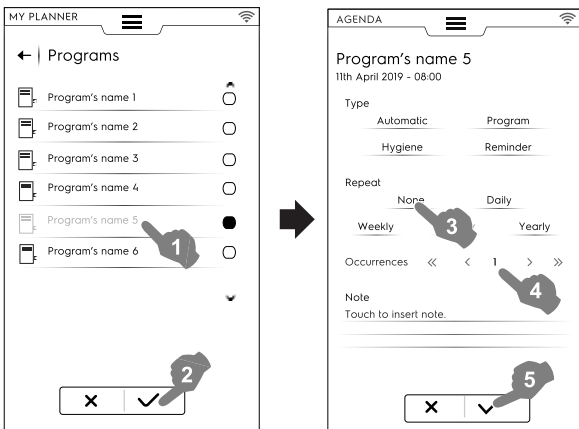 MY PLANNER
Programs
Program's name 1
Program's name 2
Program's name 3
Program's name 4
Program's name 5
Program's name 6
1
2
AGENDA
Program's name 5
11th April 2019 - 08:00
Type
Automatic Program
Hygiene Reminder
Repeat
None Daily
3
Weekly Yearly
Occurrences « < 1 > »
4
Note
Touch to insert note.
5